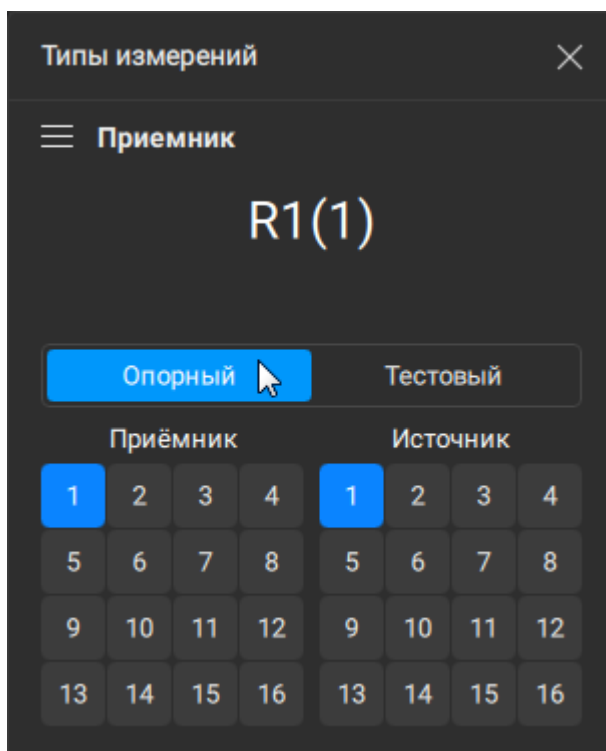 Типы измерений
Приемник
R1(1)
Опорный Тестовый
Приёмник Источник
1 2 3 4 1 2 3 4
5 6 7 8 5 6 7 8
9 10 11 12 9 10 11 12
13 14 15 16 13 14 15 16